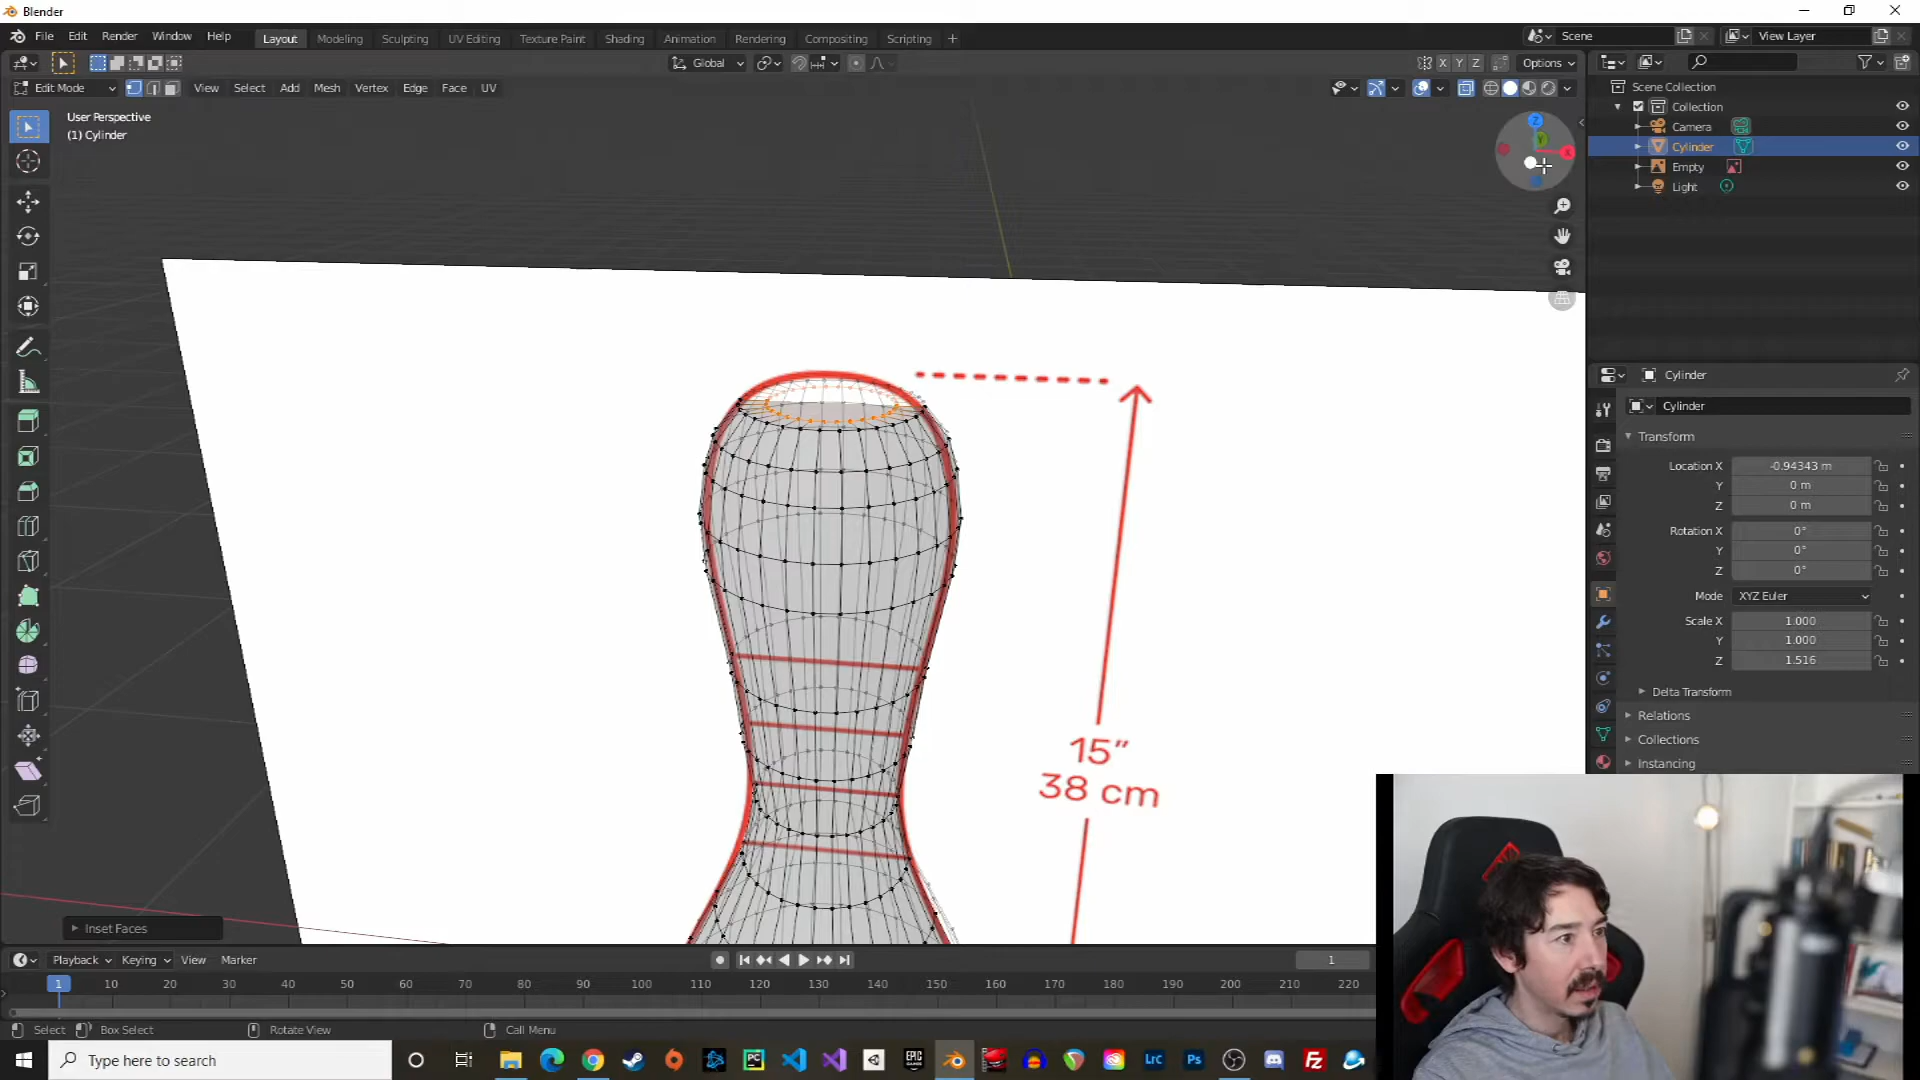 Blender
File Edit Render Window Help
Layout Modeling Sculpting UV Editing Texture Paint Shading Animation Rendering Compositing Scripting +
Scene
View Layer
Global
X Y Z
Options
Edit Mode
View Select Add Mesh Vertex Edge Face UV
User Perspective
(1) Cylinder
Z
Y
X
Scene Collection
Collection
Camera
Cylinder
Empty
Light
15”
38 cm
Cylinder
Cylinder
Transform
Location X -0.94343 m
Y 0 m
Z 0 m
Rotation X 0°
Y 0°
Z 0°
Mode XYZ Euler
Scale X 1.000
Y 1.000
Z 1.516
Delta Transform
Relations
Collections
Instancing
Inset Faces
Playback Keying View Marker
1
1 10 20 30 40 50 60 70 80 90 100 110 120 130 140 150 160 170 180 190 200 210 220
Select Box Select Rotate View Call Menu
Type here to search
PC
EPIC GAMES
LrC
Ps
FZ